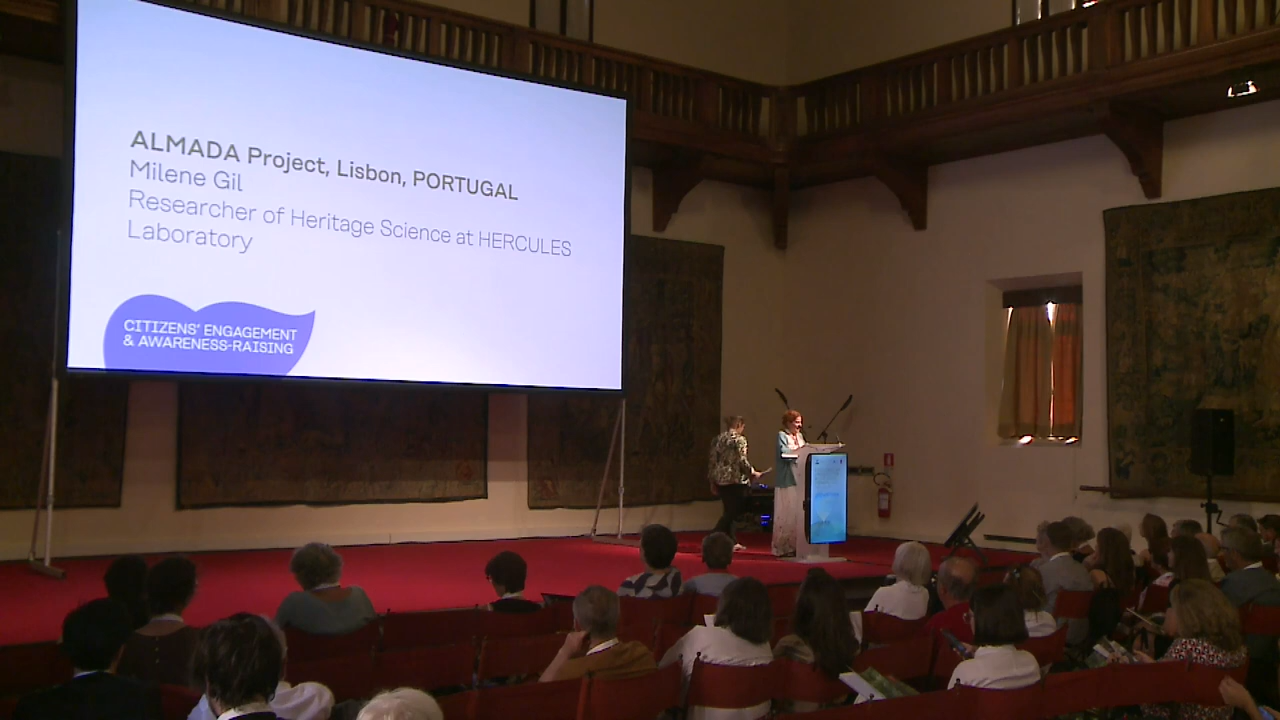 ALMADA Project, Lisbon, PORTUGAL
Milene Gil
Researcher of Heritage Science at HERCULES
Laboratory
CITIZENS' ENGAGEMENT
& AWARENESS-RAISING